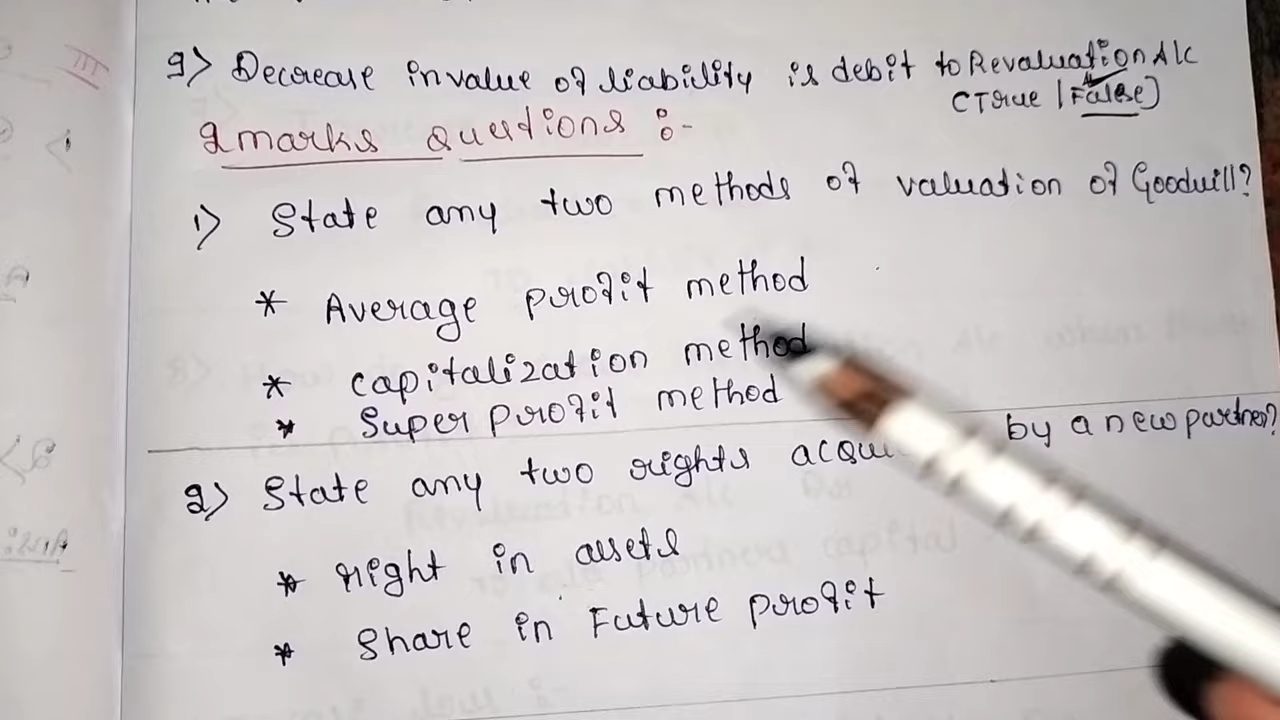 9> Decrease in value of liability is debit to Revaluation A/c
[True / False]
2 marks questions :-
1) State any two methods of valuation of Goodwill?
* Average profit method
* Capitalization method
* Super profit method
2) State any two rights by a new partner?
* right in assets
* Share in Future profit